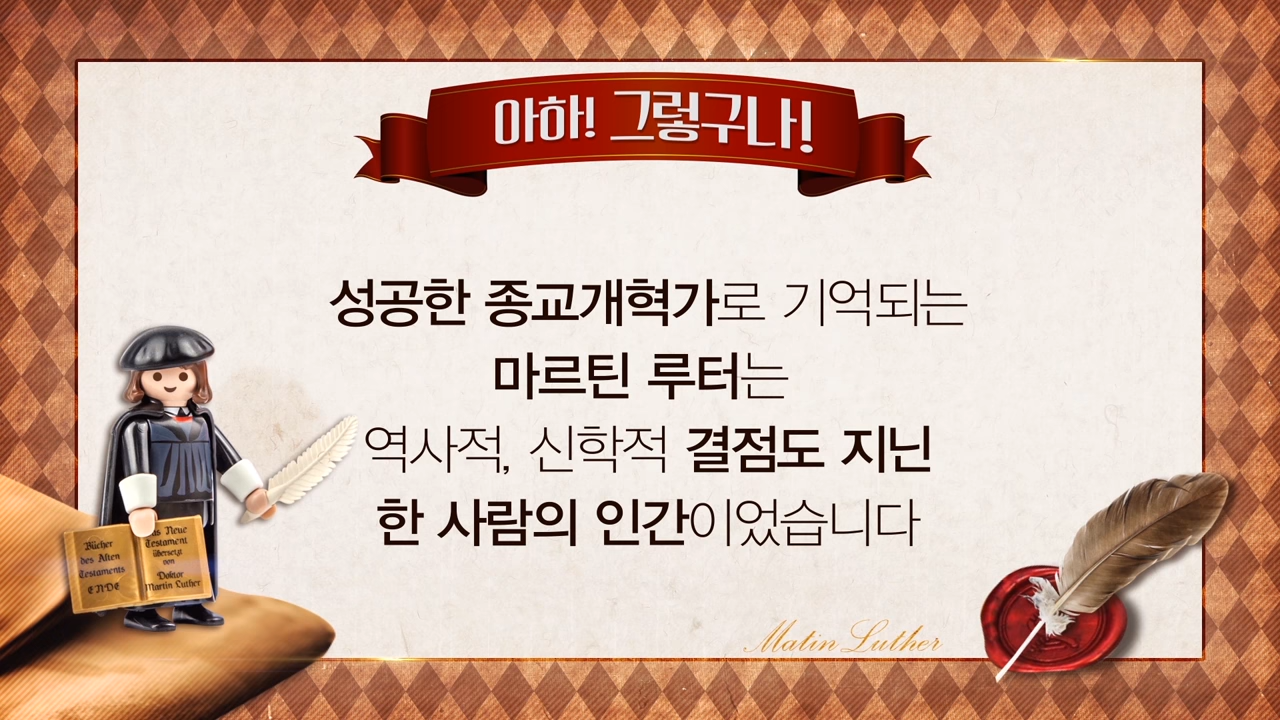 아하! 그렇구나!
성공한 종교개혁가로 기억되는
마르틴 루터는
역사적, 신학적 결점도 지닌
한 사람의 인간이었습니다
Bücher
des Alten
Testaments
ENDE
as Neue
Testament
übersetzt
von
Doktor
Martin Luther
Matin Luther